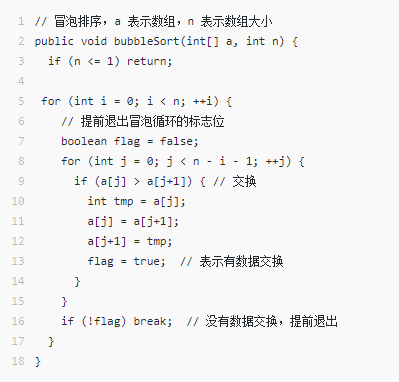 1 // 冒泡排序，a 表示数组，n 表示数组大小
2 public void bubbleSort(int[] a, int n) {
3   if (n <= 1) return;
4
5  for (int i = 0; i < n; ++i) {
6     // 提前退出冒泡循环的标志位
7     boolean flag = false;
8     for (int j = 0; j < n - i - 1; ++j) {
9       if (a[j] > a[j+1]) { // 交换
10         int tmp = a[j];
11         a[j] = a[j+1];
12         a[j+1] = tmp;
13         flag = true;  // 表示有数据交换
14       }
15     }
16     if (!flag) break;  // 没有数据交换，提前退出
17   }
18 }